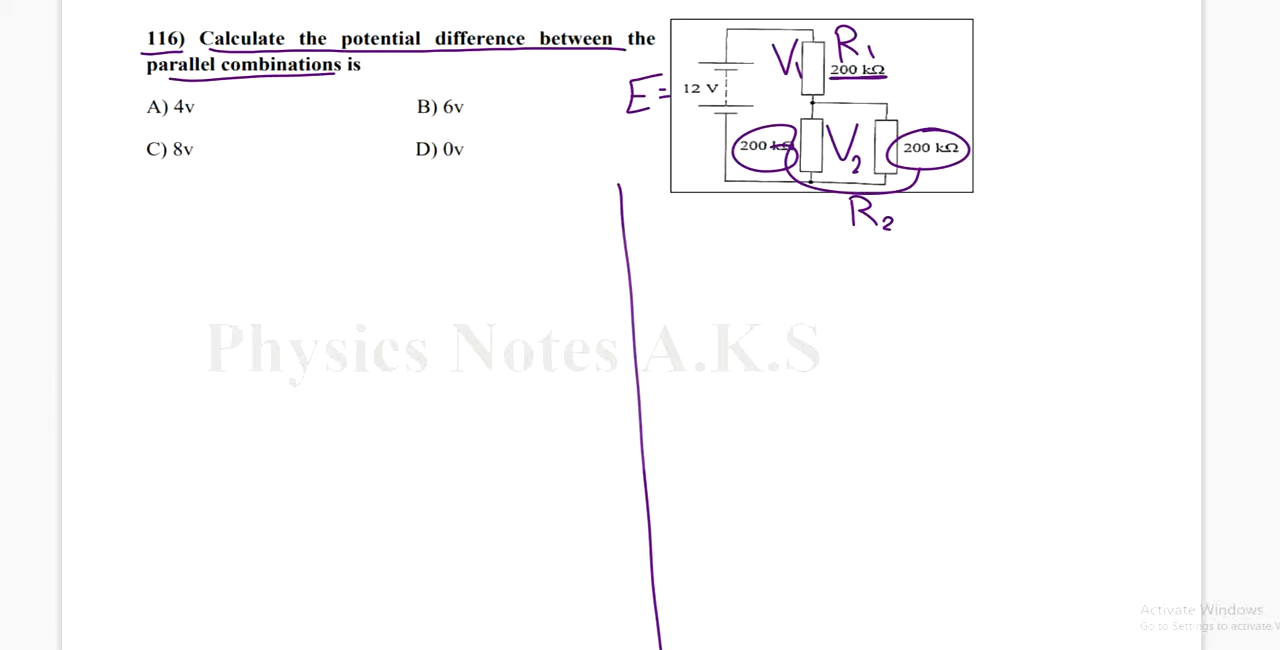 116) Calculate the potential difference between the
parallel combinations is
A) 4v
B) 6v
C) 8v
D) 0v
E=
12 V
V1
R1
200 kΩ
200 kΩ
V2
200 kΩ
R2
Physics Notes A.K.S
Activate Windows
Go to Settings to activate W